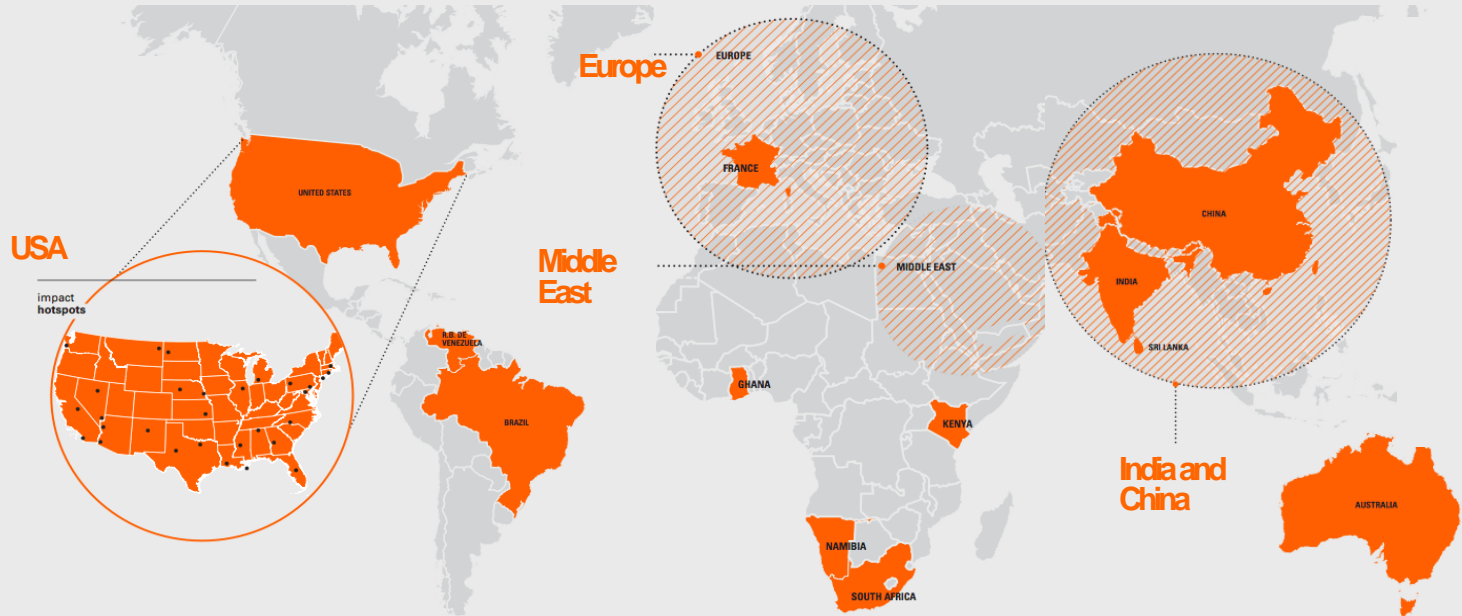 Europe
EUROPE
FRANCE
UNITED STATES
CHINA
USA
Middle
East
MIDDLE EAST
INDIA
impact
hotspots
R.B. DE
VENEZUELA
SRI LANKA
GHANA
BRAZIL
KENYA
India and
China
AUSTRALIA
NAMIBIA
SOUTH AFRICA